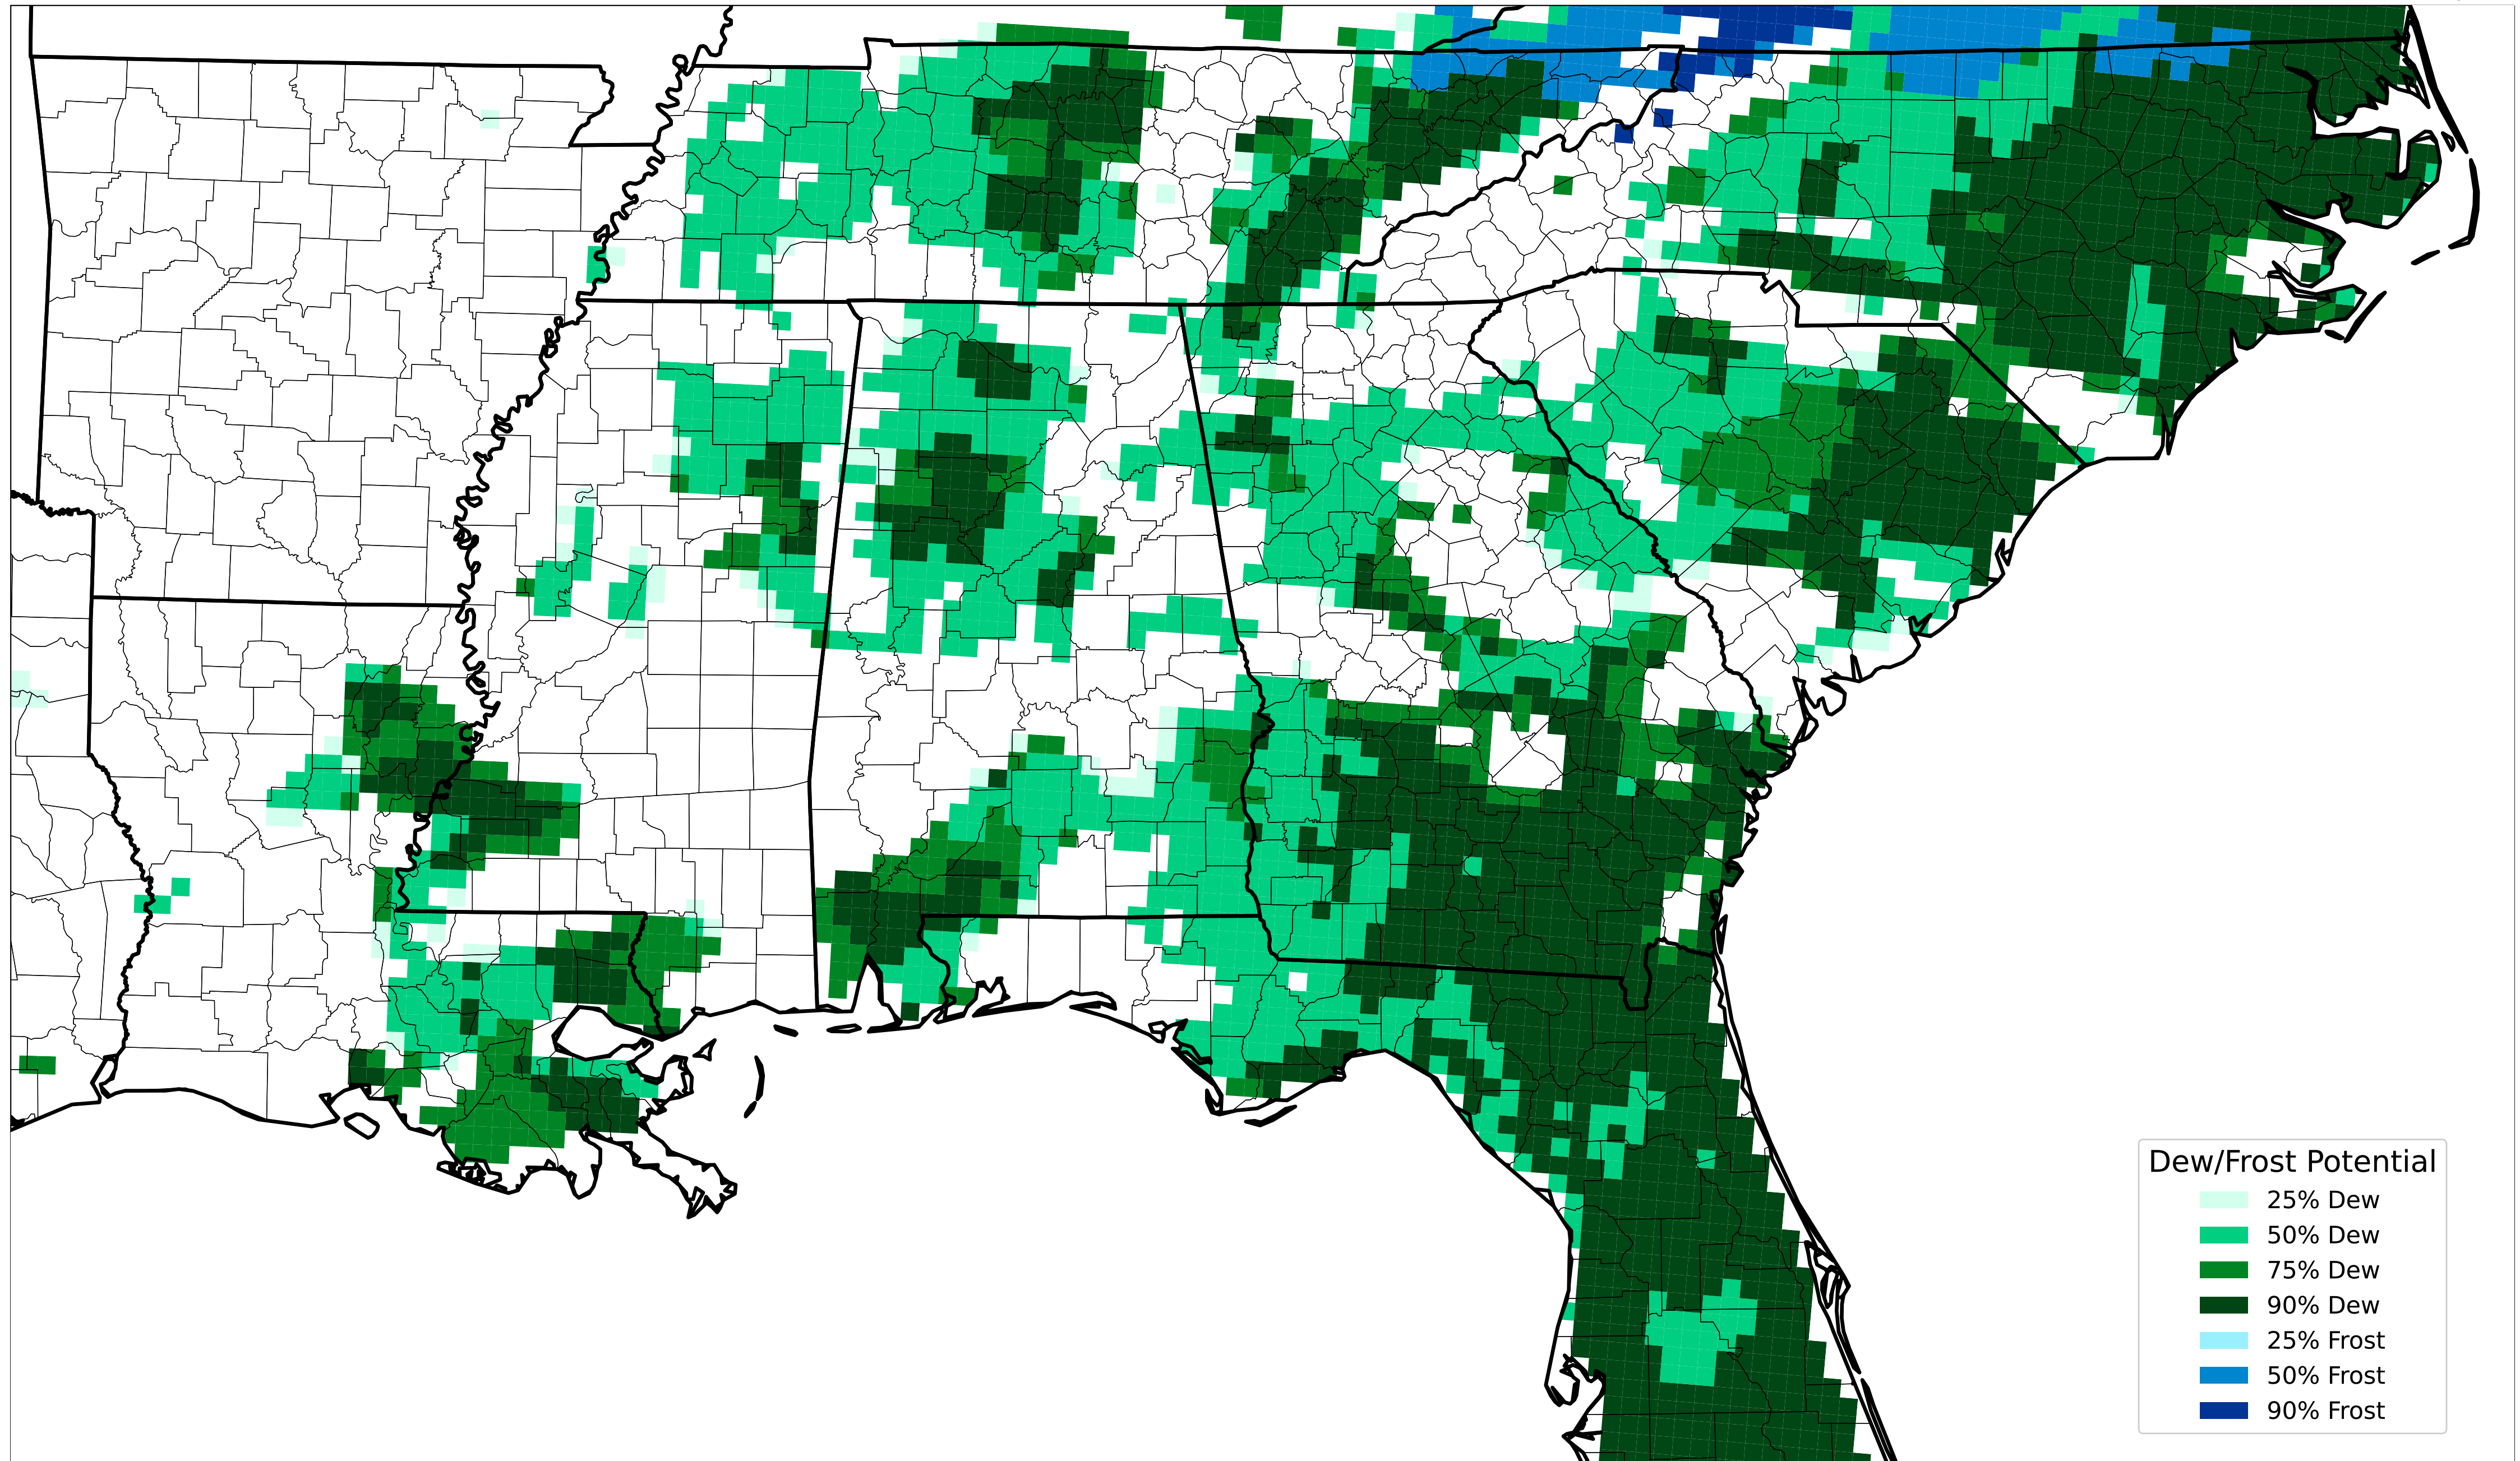 Dew/Frost Potential
25% Dew
50% Dew
75% Dew
90% Dew
25% Frost
50% Frost
90% Frost